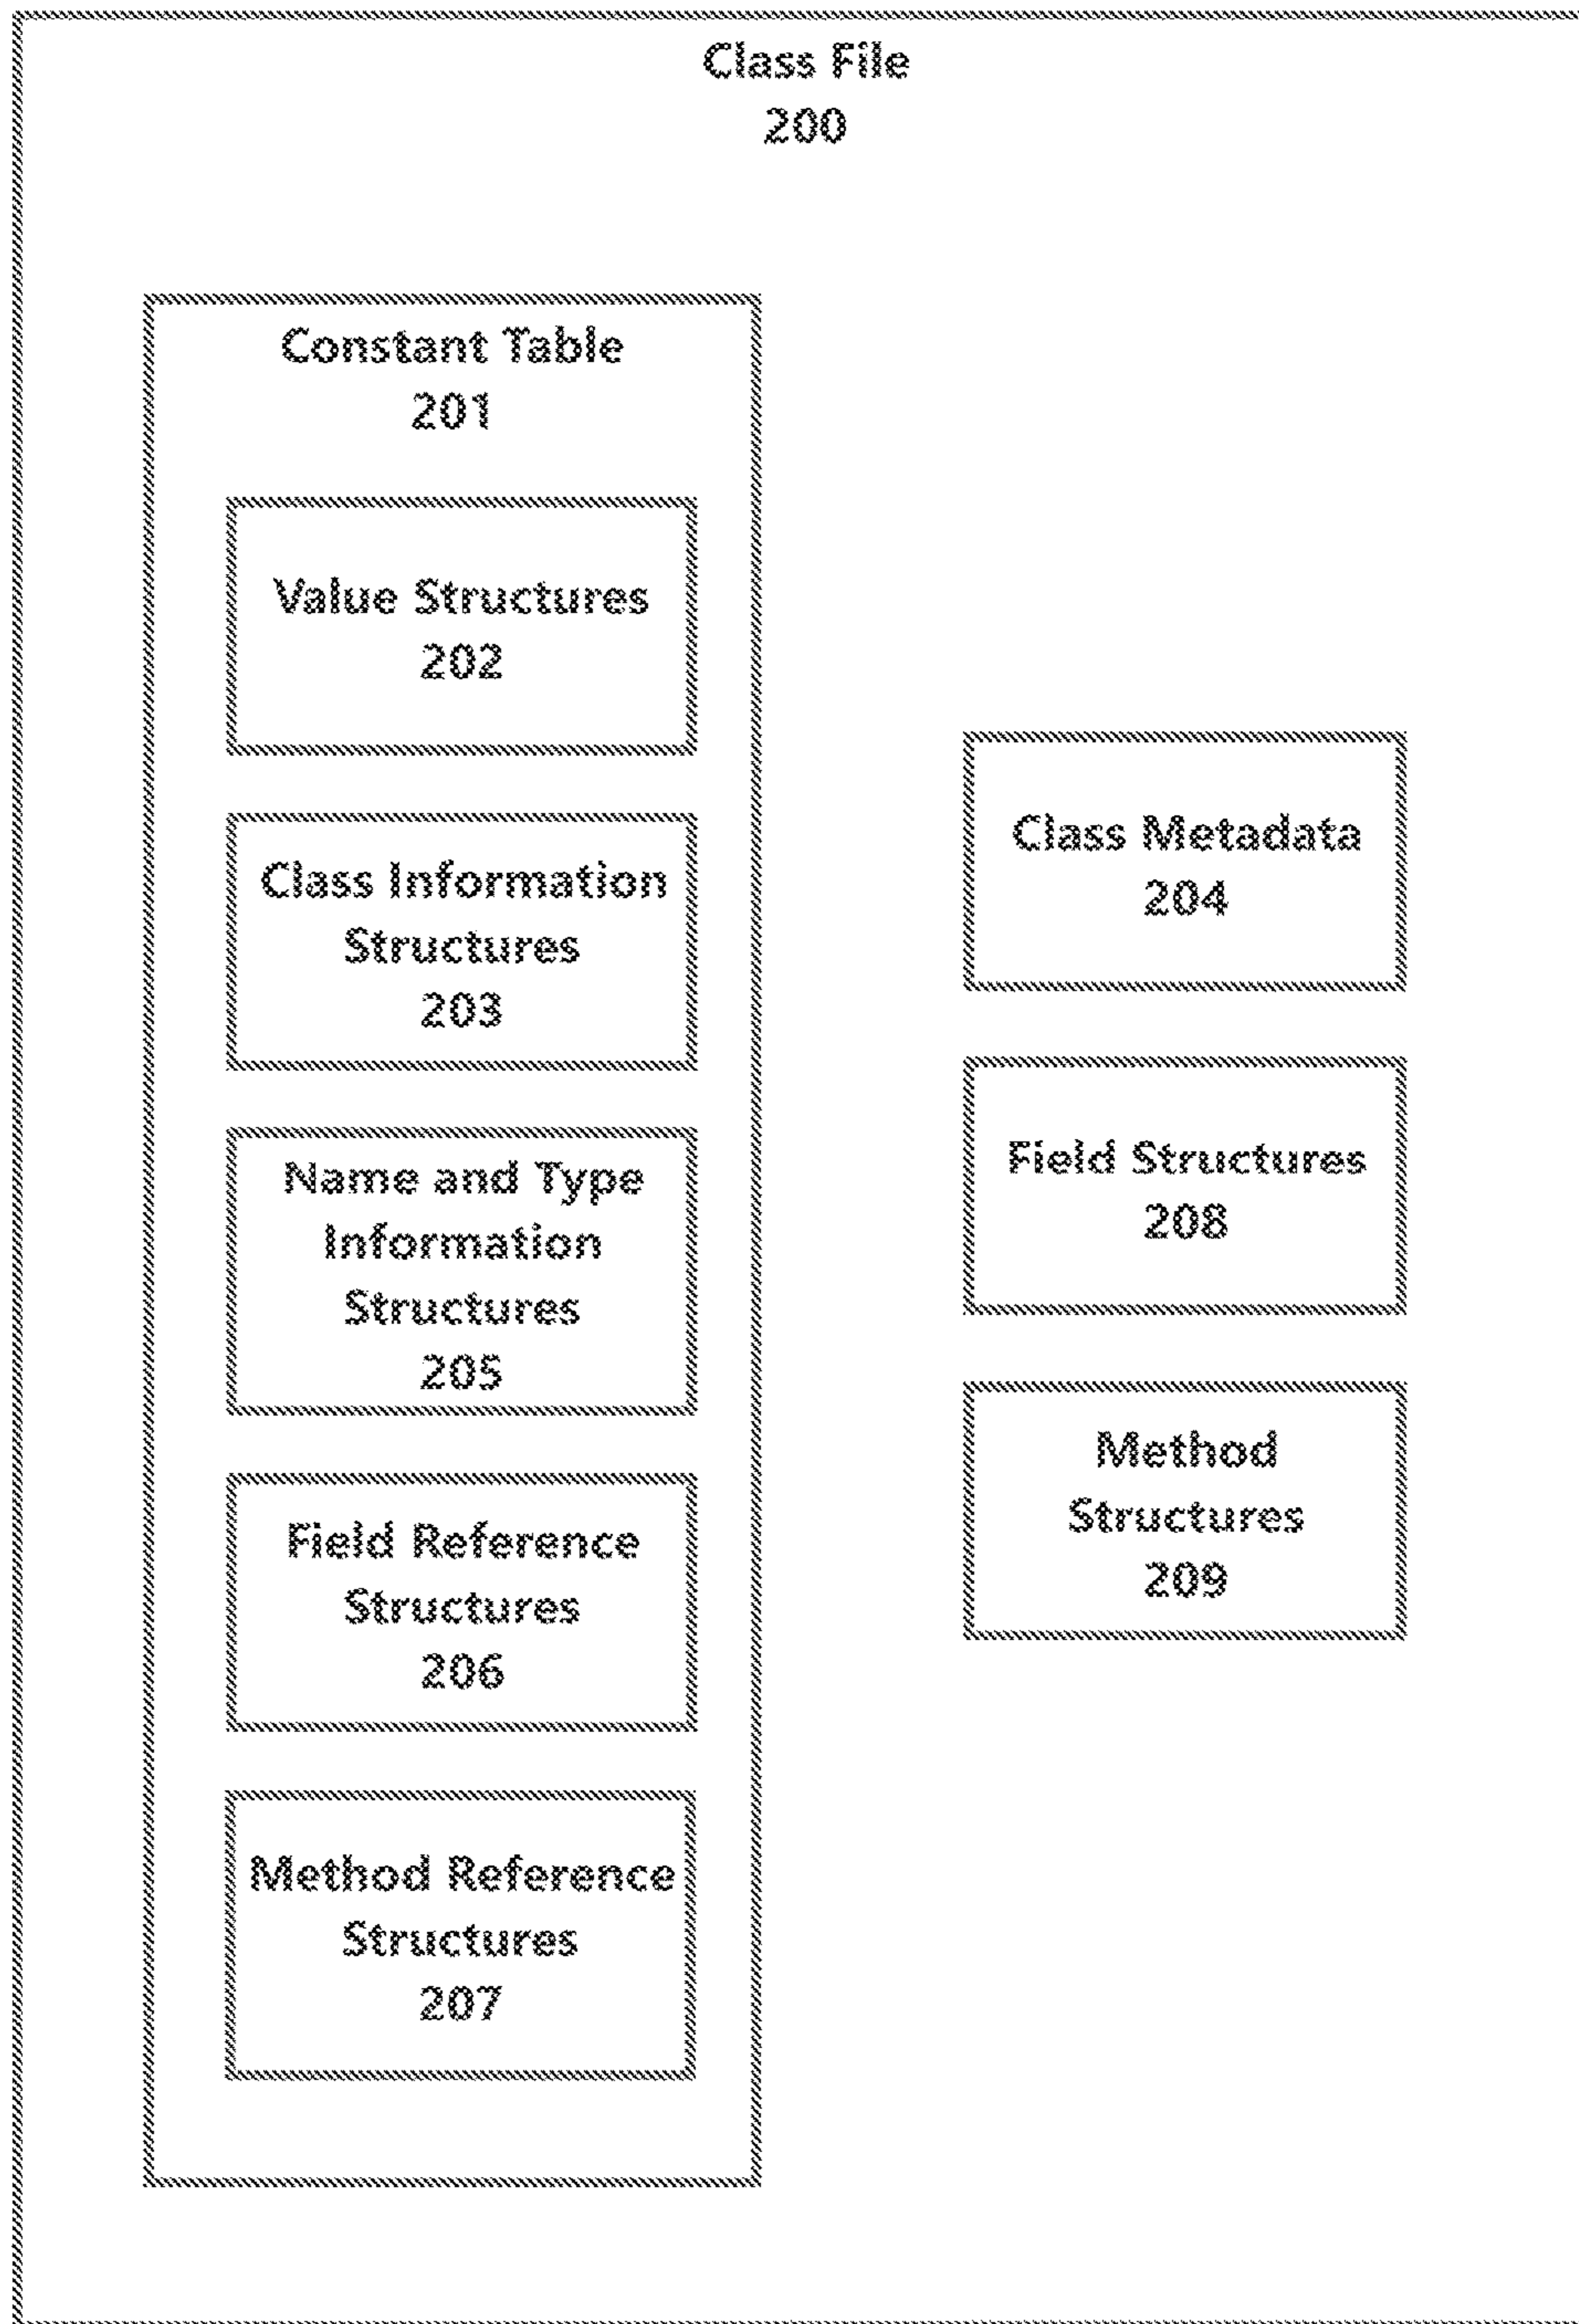 Class File
200
Constant Table
201
Value Structures
202
Class Information
Structures
203
Name and Type
Information
Structures
205
Field Reference
Structures
206
Method Reference
Structures
207
Class Metadata
204
Field Structures
208
Method
Structures
209